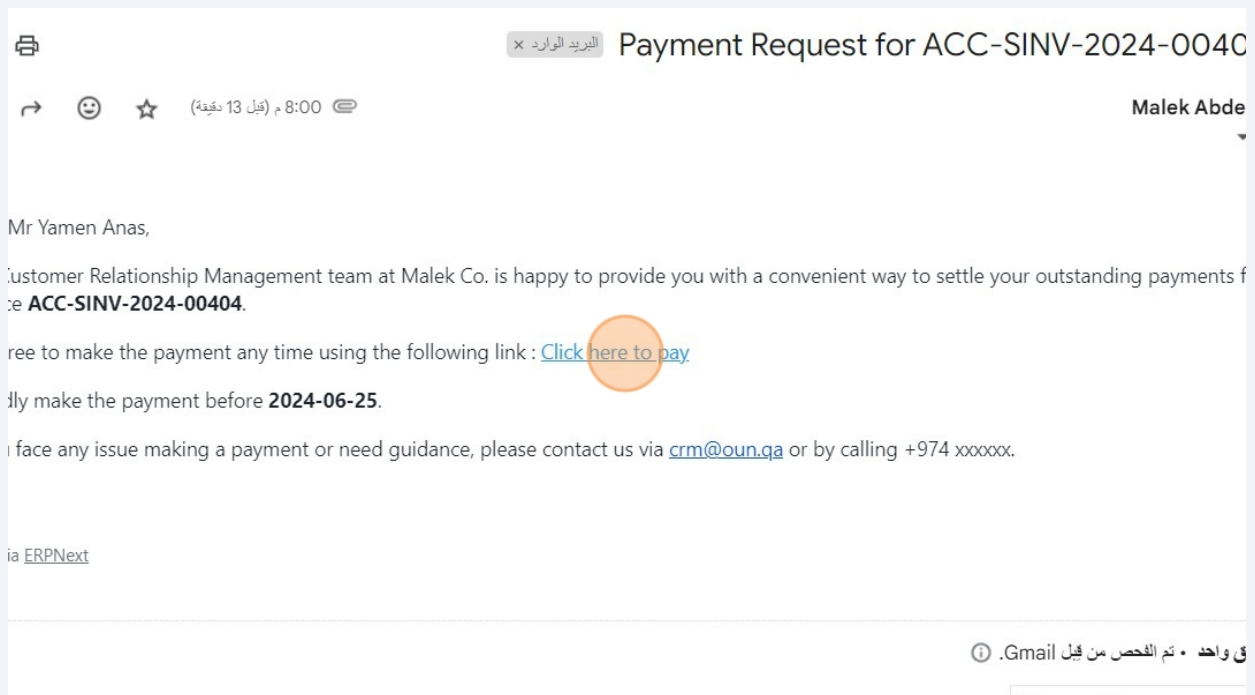 البريد الوارد × Payment Request for ACC-SINV-2024-0040
8:00 م (قبل 13 دقيقة)
Malek Abde
Mr Yamen Anas,
ustomer Relationship Management team at Malek Co. is happy to provide you with a convenient way to settle your outstanding payments f
ce ACC-SINV-2024-00404.
ree to make the payment any time using the following link : Click here to pay
dly make the payment before 2024-06-25.
face any issue making a payment or need guidance, please contact us via crm@oun.qa or by calling +974 xxxxxx.
ia ERPNext
ق واحد • تم الفحص من قِبل Gmail.